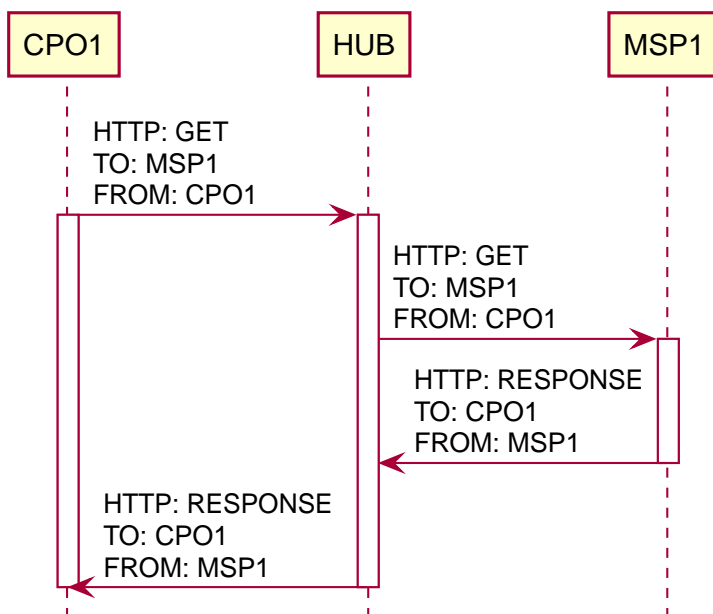 CPO1
HUB
MSP1
HTTP: GET
TO: MSP1
FROM: CPO1
HTTP: GET
TO: MSP1
FROM: CPO1
HTTP: RESPONSE
TO: CPO1
FROM: MSP1
HTTP: RESPONSE
TO: CPO1
FROM: MSP1